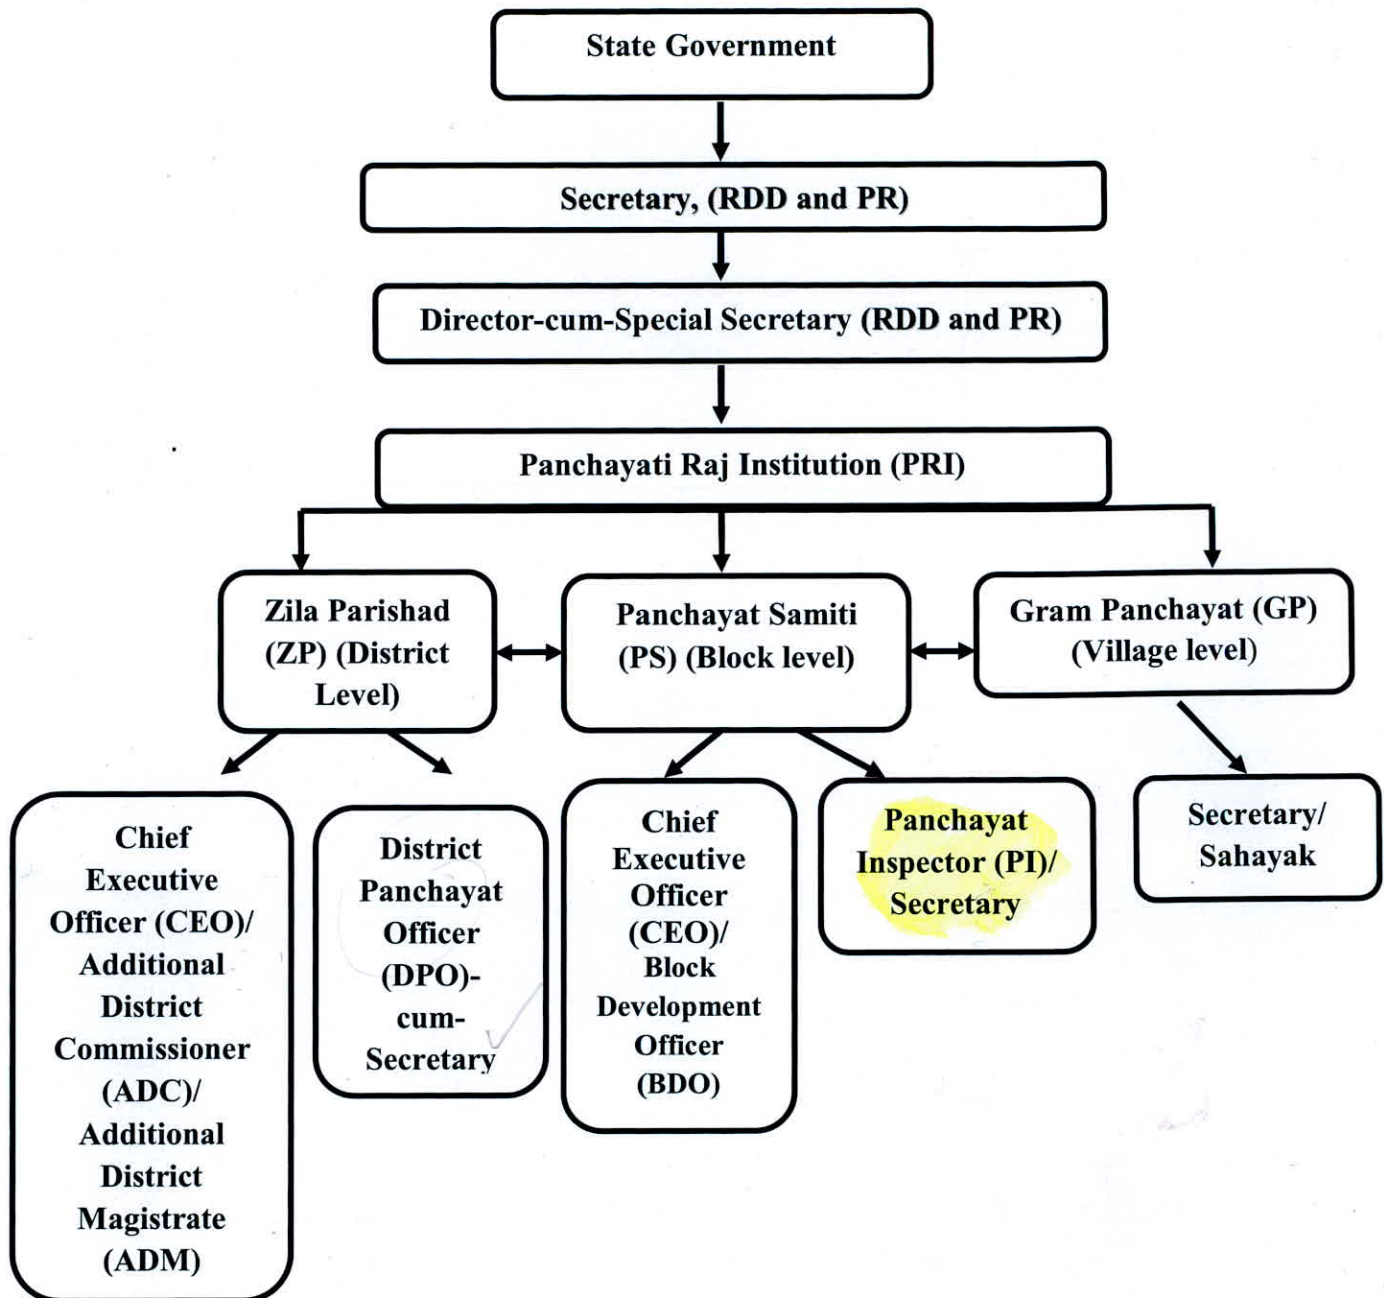 State Government
Secretary, (RDD and PR)
Director-cum-Special Secretary (RDD and PR)
Panchayati Raj Institution (PRI)
Zila Parishad
(ZP) (District
Level)
Panchayat Samiti
(PS) (Block level)
Gram Panchayat (GP)
(Village level)
Chief
Executive
Officer (CEO)/
Additional
District
Commissioner
(ADC)/
Additional
District
Magistrate
(ADM)
District
Panchayat
Officer
(DPO)-
cum-
Secretary
Chief
Executive
Officer
(CEO)/
Block
Development
Officer
(BDO)
Panchayat
Inspector (PI)/
Secretary
Secretary/
Sahayak